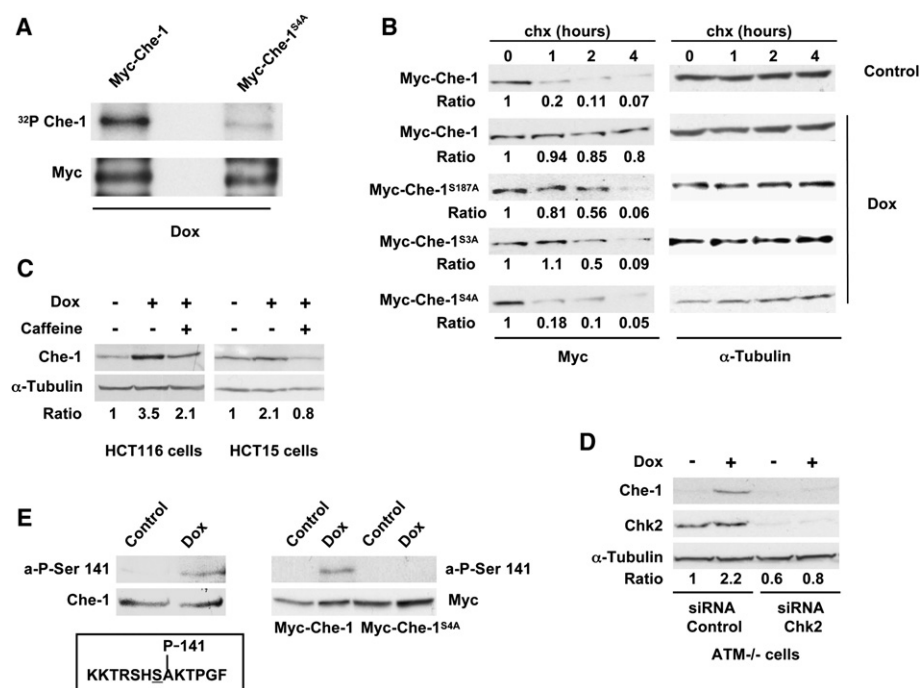 A
Myc-Che-1
Myc-Che-1S4A
32P Che-1
Myc
Dox
B
chx (hours)
chx (hours)
0 1 2 4
0 1 2 4
Myc-Che-1
Control
Ratio 1 0.2 0.11 0.07
Myc-Che-1
Ratio 1 0.94 0.85 0.8
Myc-Che-1S187A
Ratio 1 0.81 0.56 0.06
Dox
Myc-Che-1S3A
Ratio 1 1.1 0.5 0.09
Myc-Che-1S4A
Ratio 1 0.18 0.1 0.05
Myc
α-Tubulin
C
Dox - + + - + +
Caffeine - - + - - +
Che-1
α-Tubulin
Ratio 1 3.5 2.1 1 2.1 0.8
HCT116 cells
HCT15 cells
D
Dox - + - +
Che-1
Chk2
α-Tubulin
Ratio 1 2.2 0.6 0.8
siRNA Control
siRNA Chk2
ATM-/- cells
E
Control
Dox
Control
Dox
Control
Dox
a-P-Ser 141
a-P-Ser 141
Che-1
Myc
Myc-Che-1
Myc-Che-1S4A
P-141
KKTRSHSAKTPGF